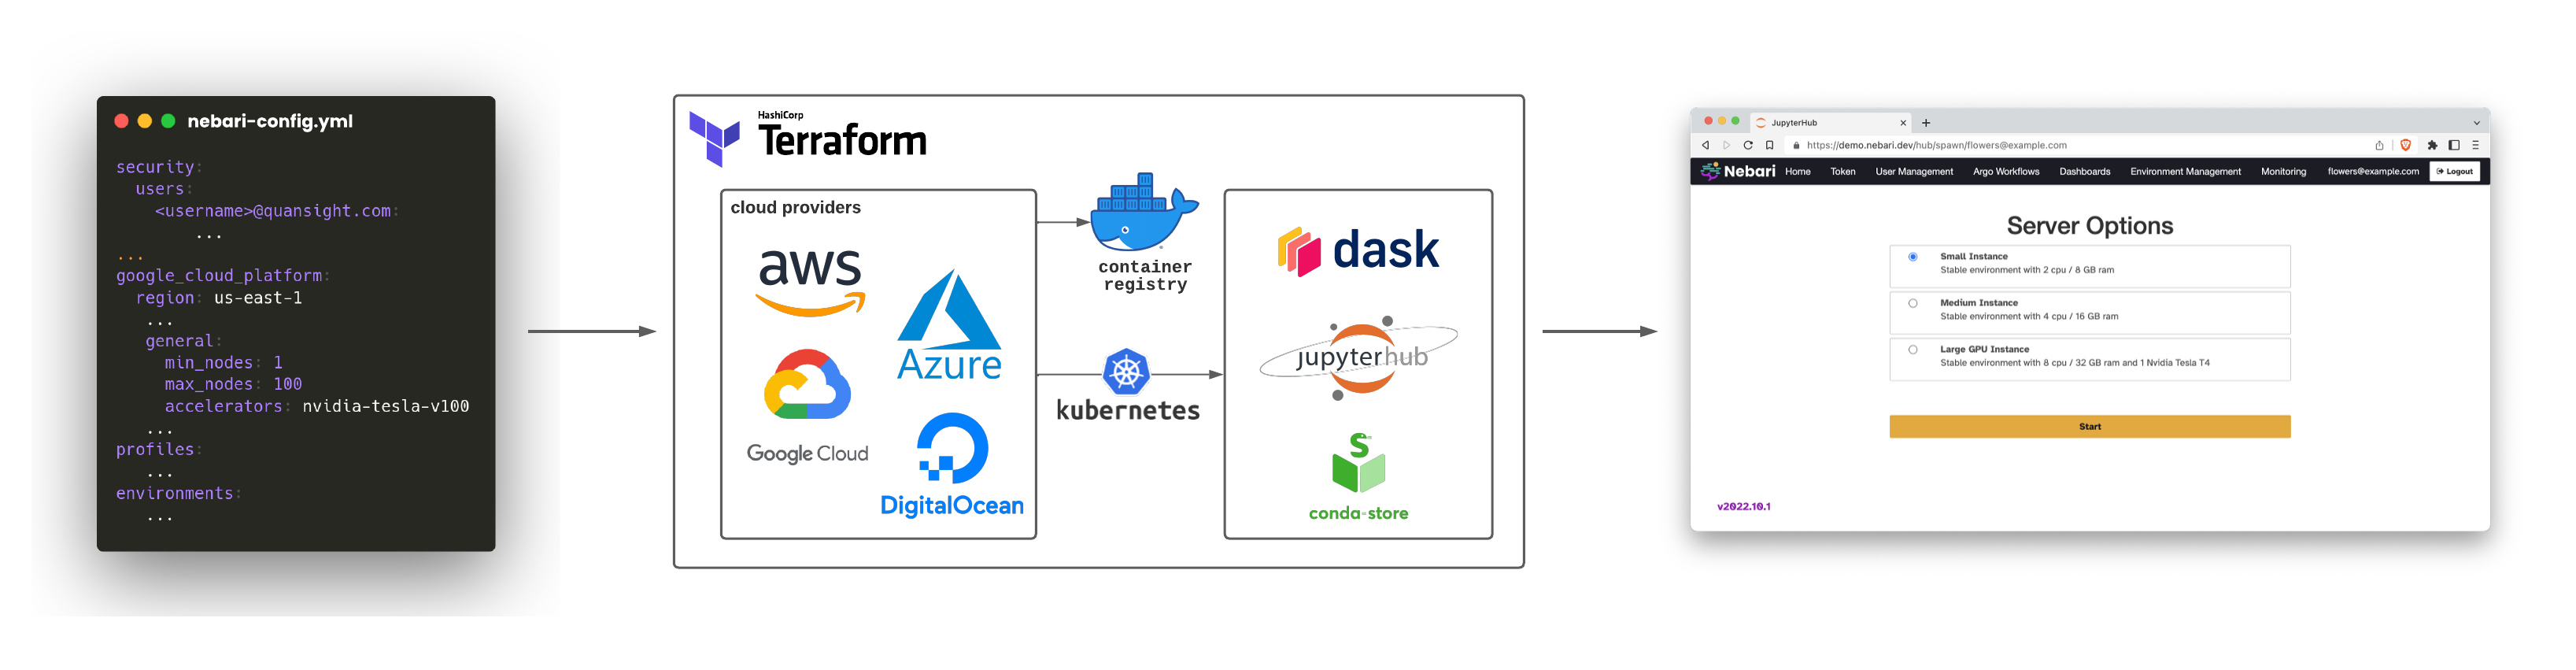 nebari-config.yml
security:
users:
<username>@quansight.com:
...
...
google_cloud_platform:
region: us-east-1
...
general:
min_nodes: 1
max_nodes: 100
accelerators: nvidia-tesla-v100
...
profiles:
...
environments:
...
HashiCorp
Terraform
cloud providers
aws
Azure
Google Cloud
DigitalOcean
container
registry
kubernetes
dask
jupyterhub
conda-store
JupyterHub
https://demo.nebari.dev/hub/spawn/flowers@example.com
Nebari Home Token User Management Argo Workflows Dashboards Environment Management Monitoring flowers@example.com Logout
Server Options
Small Instance
Stable environment with 2 cpu / 8 GB ram
Medium Instance
Stable environment with 4 cpu / 16 GB ram
Large GPU Instance
Stable environment with 8 cpu / 32 GB ram and 1 Nvidia Tesla T4
Start
v2022.10.1